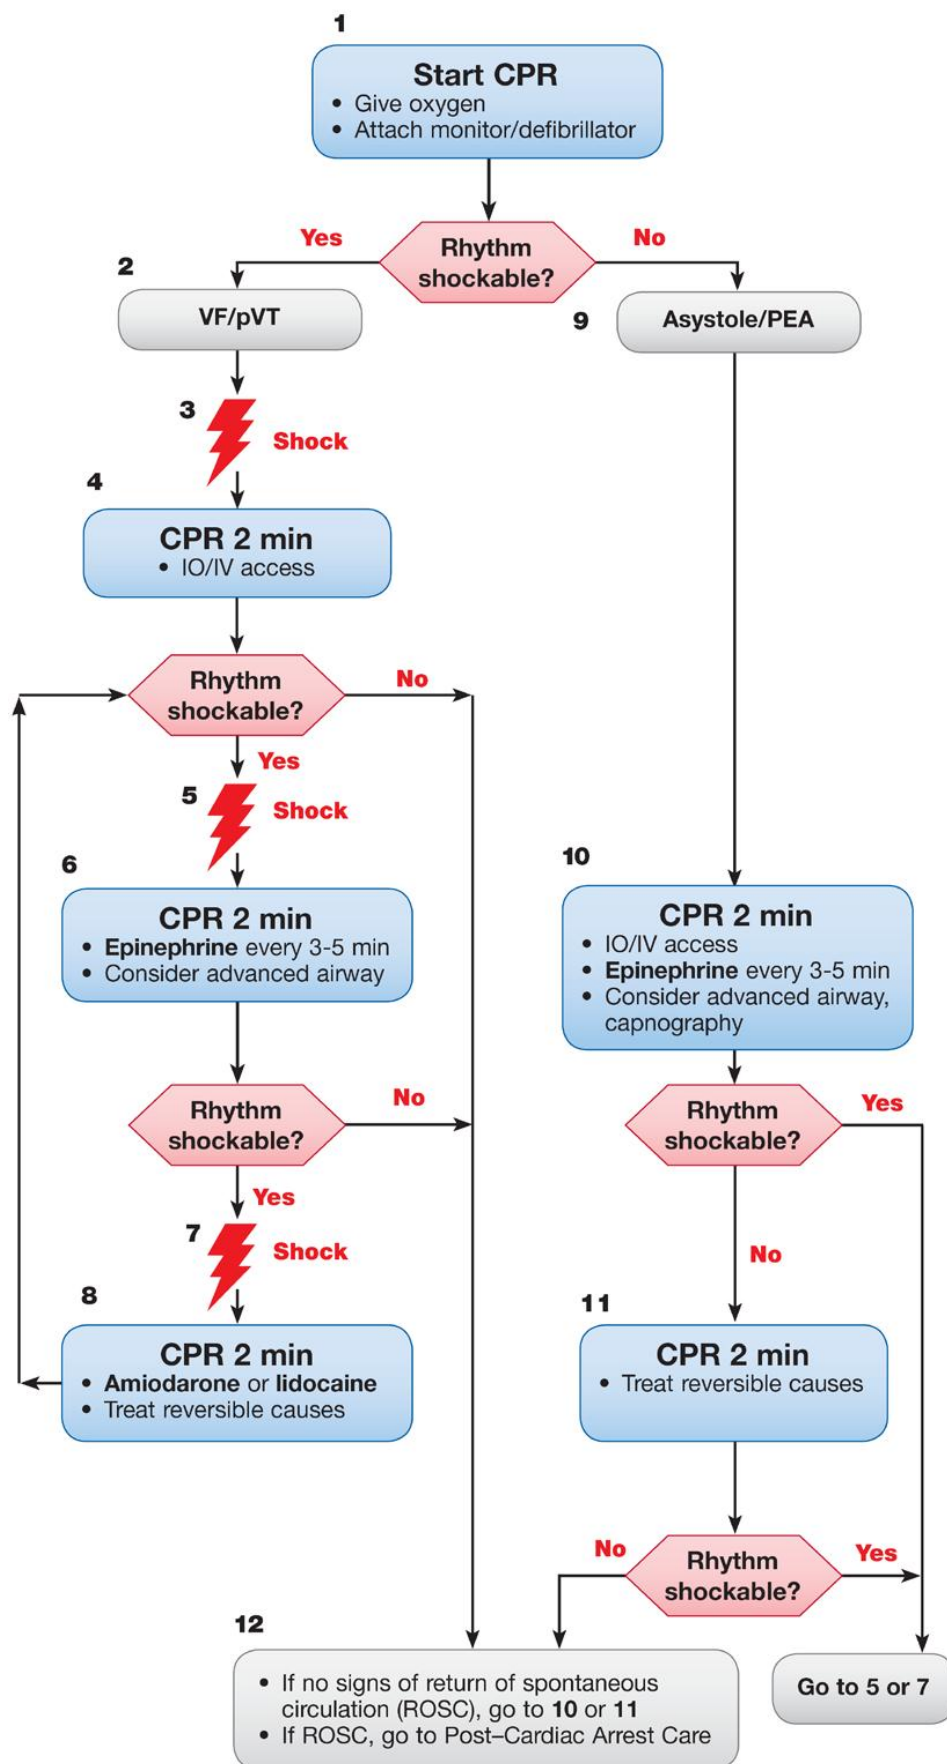 1
Start CPR
• Give oxygen
• Attach monitor/defibrillator
Rhythm
shockable?
Yes
No
2
VF/pVT
9
Asystole/PEA
3
Shock
4
CPR 2 min
• IO/IV access
Rhythm
shockable?
No
Yes
5
Shock
6
CPR 2 min
• Epinephrine every 3-5 min
• Consider advanced airway
10
CPR 2 min
• IO/IV access
• Epinephrine every 3-5 min
• Consider advanced airway,
capnography
Rhythm
shockable?
No
Yes
7
Shock
Rhythm
shockable?
Yes
No
8
CPR 2 min
• Amiodarone or lidocaine
• Treat reversible causes
11
CPR 2 min
• Treat reversible causes
No
Rhythm
shockable?
Yes
12
• If no signs of return of spontaneous
circulation (ROSC), go to 10 or 11
• If ROSC, go to Post–Cardiac Arrest Care
Go to 5 or 7